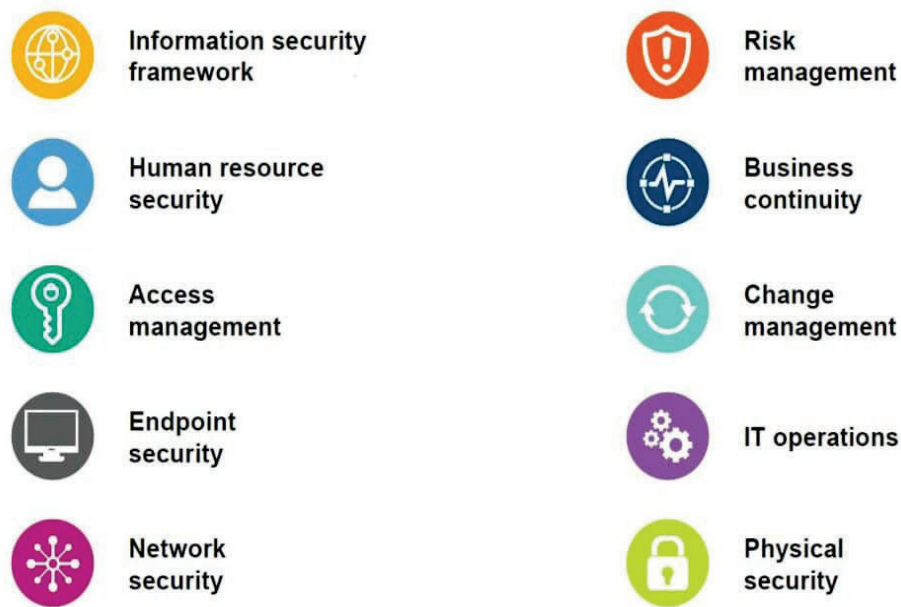 Information security
framework
Human resource
security
Access
management
Endpoint
security
Network
security
Risk
management
Business
continuity
Change
management
IT operations
Physical
security